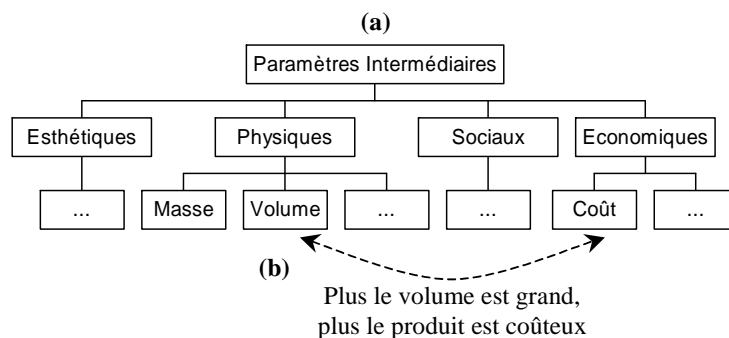 (a)
Paramètres Intermédiaires
Esthétiques Physiques Sociaux Economiques
... Masse Volume ... ... Coût ...
(b)
Plus le volume est grand,
plus le produit est coûteux